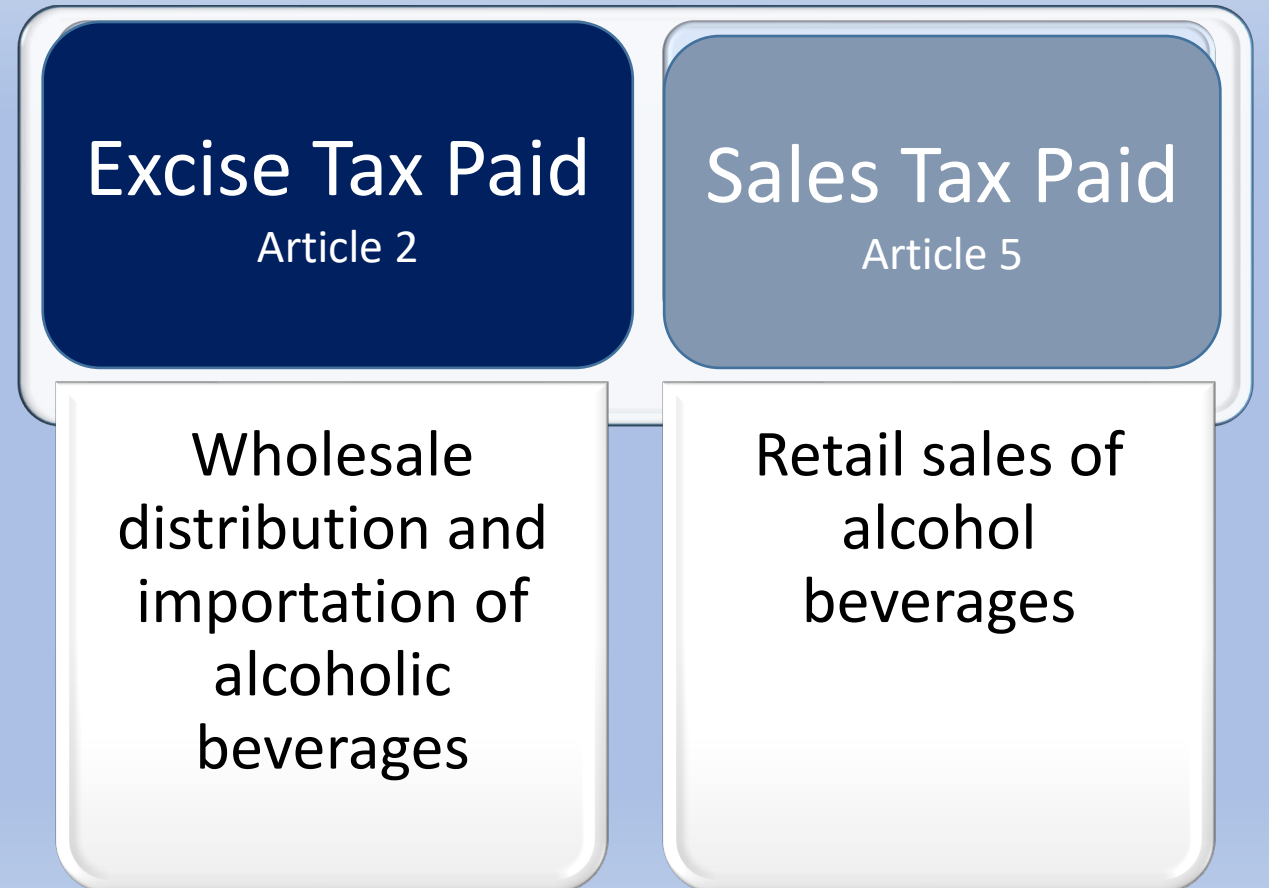 Excise Tax Paid
Article 2
Wholesale
distribution and
importation of
alcoholic
beverages
Sales Tax Paid
Article 5
Retail sales of
alcohol
beverages